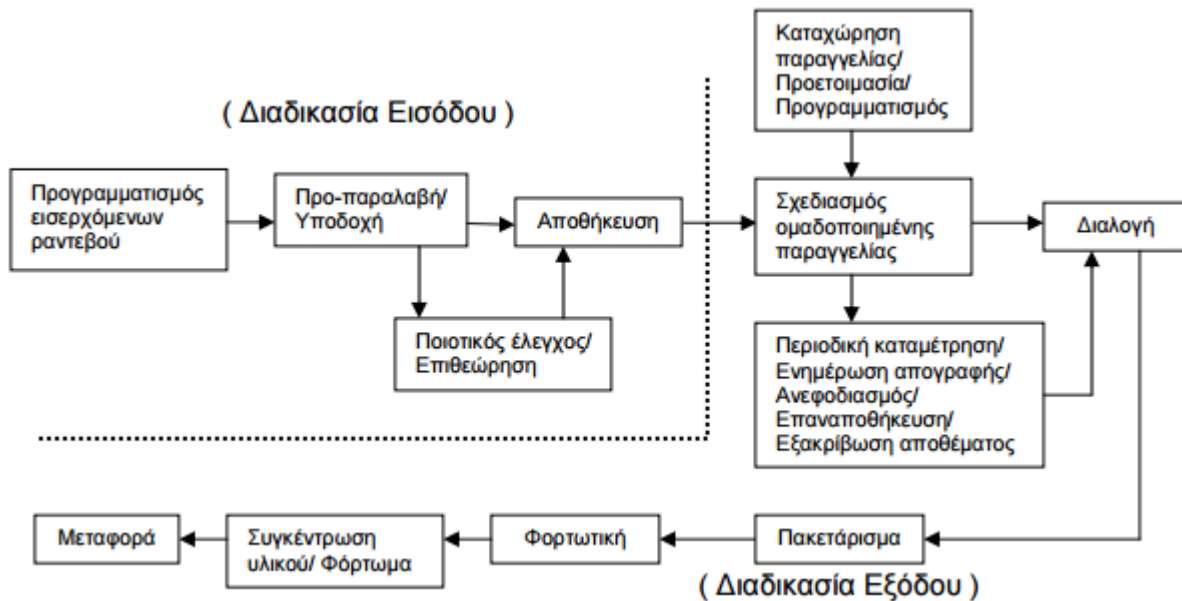 ( Διαδικασία Εισόδου )
Προγραμματισμός
εισερχόμενων
ραντεβού
Προ-παραλαβή/
Υποδοχή
Αποθήκευση
Ποιοτικός έλεγχος/
Επιθεώρηση
Καταχώρηση
παραγγελίας/
Προετοιμασία/
Προγραμματισμός
Σχεδιασμός
ομαδοποιημένης
παραγγελίας
Διαλογή
Περιοδική καταμέτρηση/
Ενημέρωση απογραφής/
Ανεφοδιασμός/
Επαναποθήκευση/
Εξακρίβωση αποθέματος
Πακετάρισμα
Φορτωτική
Συγκέντρωση
υλικού/ Φόρτωμα
Μεταφορά
( Διαδικασία Εξόδου )